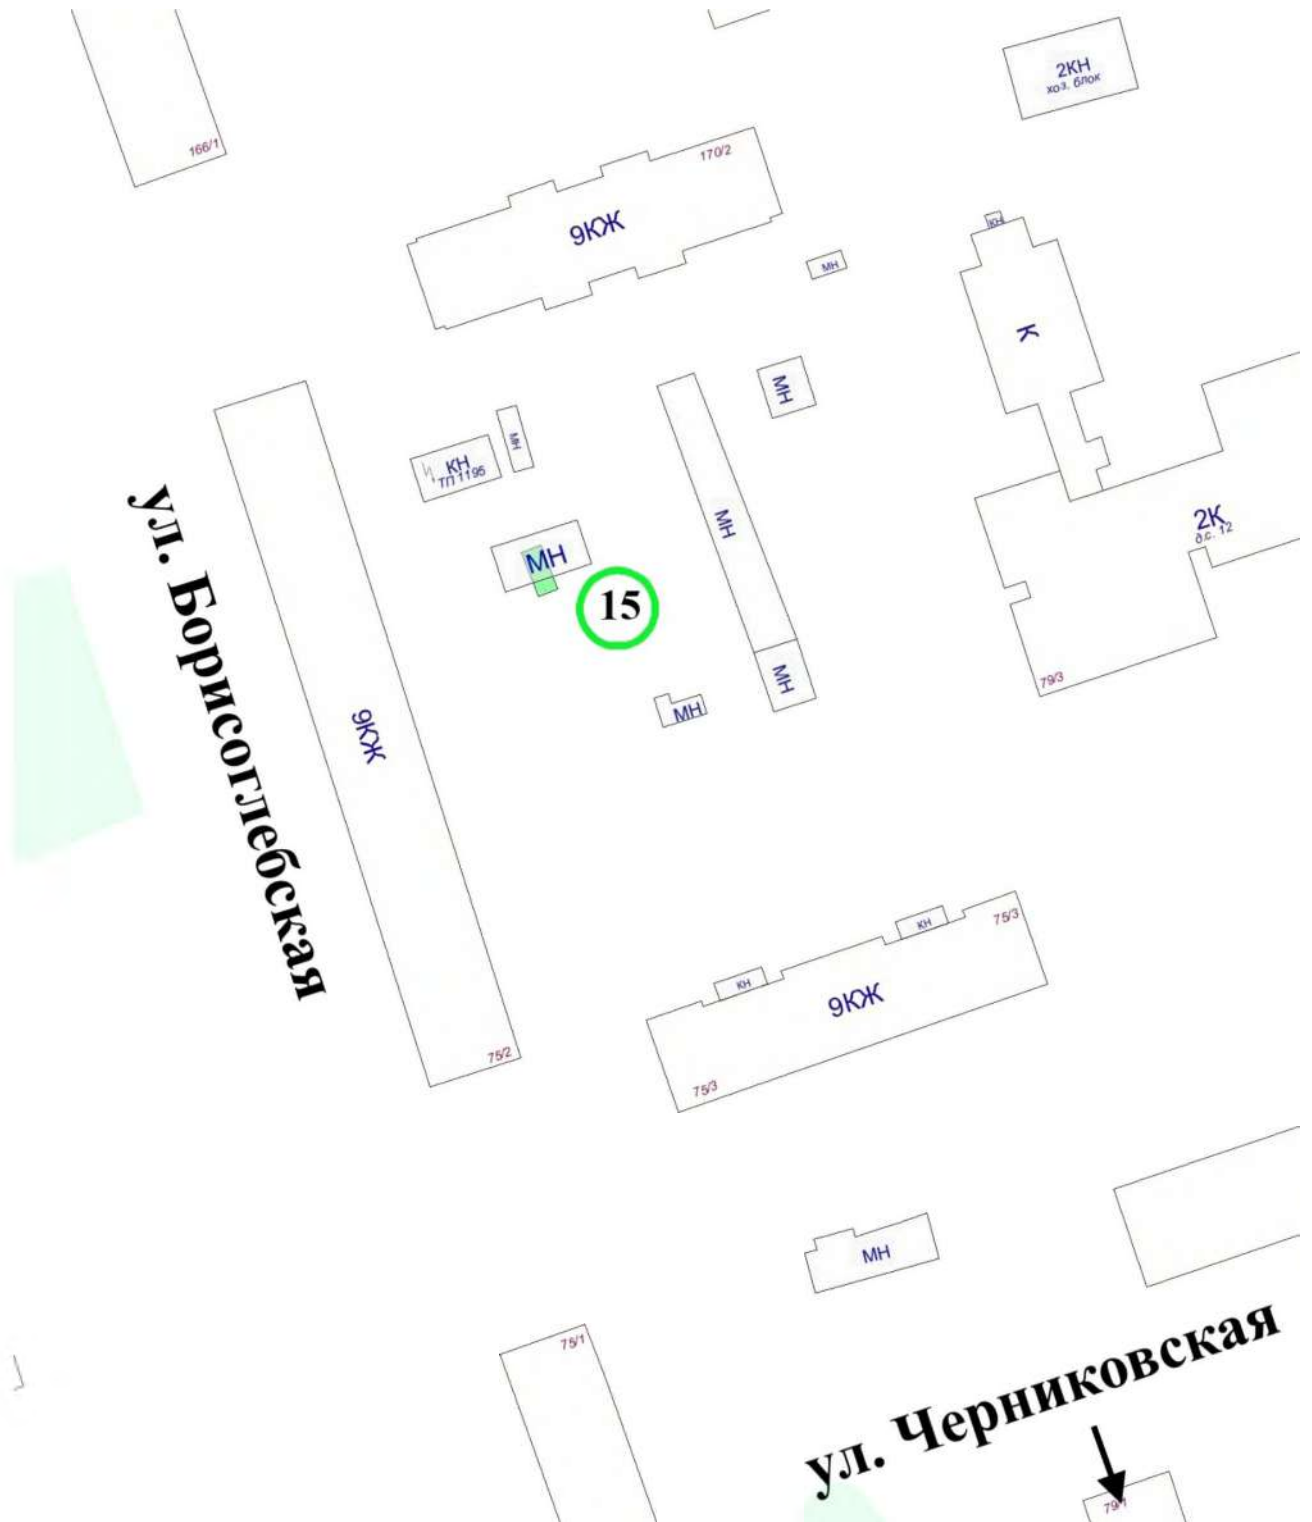 2КН
хоз. блок
166/1
170/2
9КЖ
КН
МН
К
МН
МН
КН
ТП 1195
МН
МН
2К
д.с. 12
15
ул. Борисоглебская
79/3
МН
МН
9КЖ
75/3
КН
КН
9КЖ
75/2
75/3
МН
75/1
ул. Черниковская
79/1